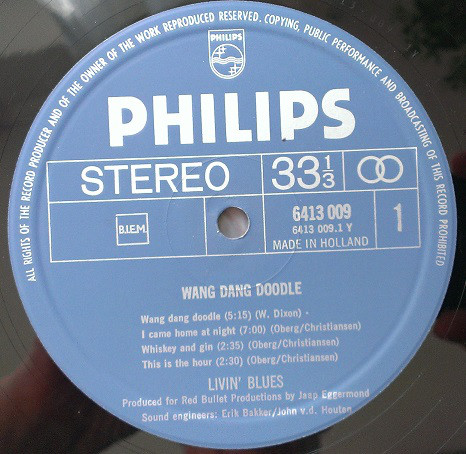 ALL RIGHTS OF THE RECORD PRODUCER AND OF THE OWNER OF THE WORK REPRODUCED RESERVED. COPYING, PUBLIC PERFORMANCE AND BROADCASTING OF THIS RECORD PROHIBITED
PHILIPS
PHILIPS
STEREO 33 1/3
B.I.E.M.
6413 009 1
6413 009.1 Y
MADE IN HOLLAND
WANG DANG DOODLE
Wang dang doodle (5:15) (W. Dixon) -
I came home at night (7:00) (Oberg/Christiansen)
Whiskey and gin (2:35) (Oberg/Christiansen)
This is the hour (2:30) (Oberg/Christiansen)
LIVIN' BLUES
Produced for Red Bullet Productions by Jaap Eggermond
Sound engineers: Erik Bakker/John v.d. Houten